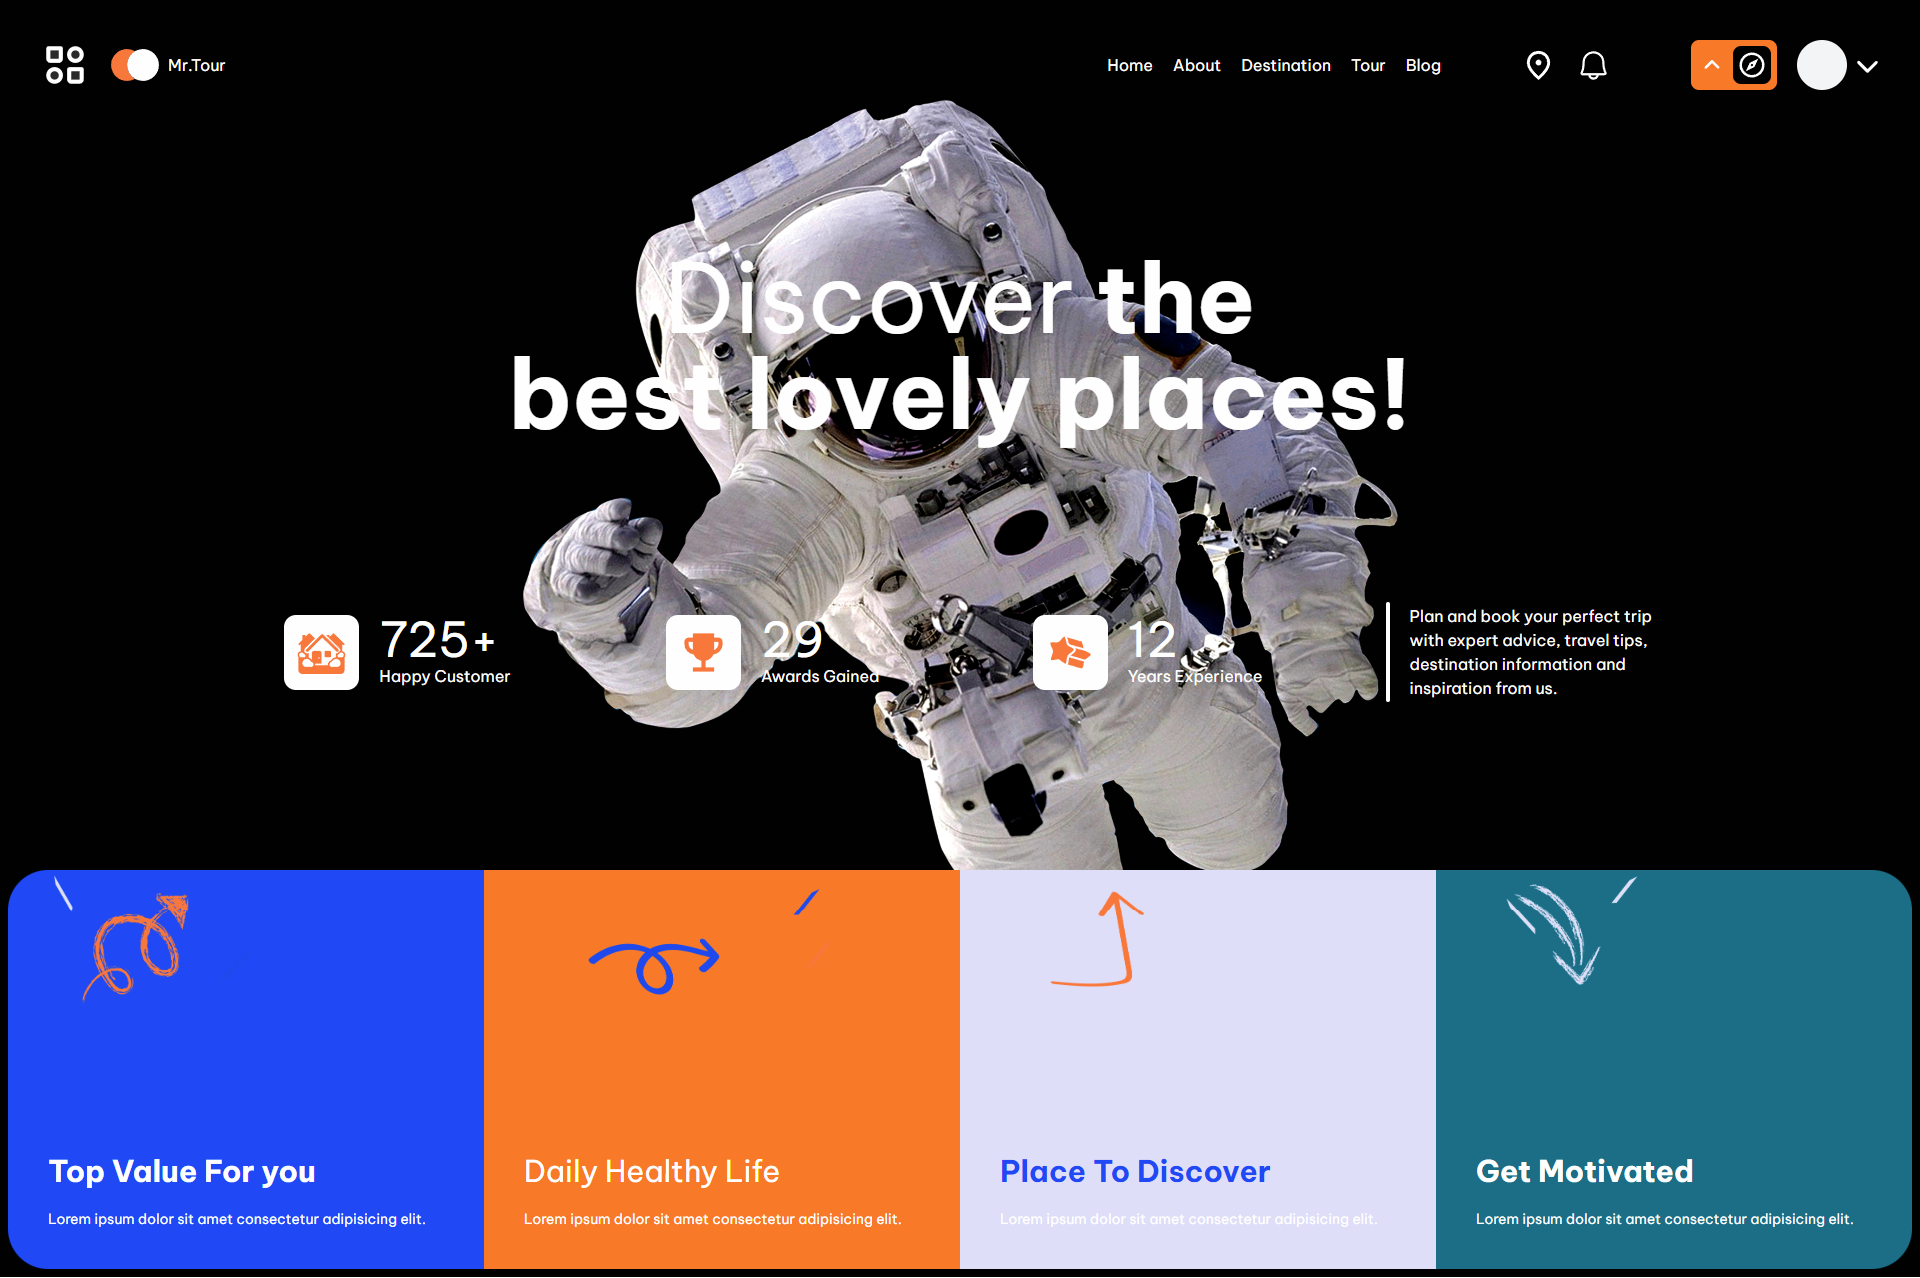 Mr.Tour
Home About Destination Tour Blog
Discover the
best lovely places!
725+
Happy Customer
29
Awards Gained
12
Years Experience
Plan and book your perfect trip
with expert advice, travel tips,
destination information and
inspiration from us.
Top Value For you
Lorem ipsum dolor sit amet consectetur adipisicing elit.
Daily Healthy Life
Lorem ipsum dolor sit amet consectetur adipisicing elit.
Place To Discover
Lorem ipsum dolor sit amet consectetur adipisicing elit.
Get Motivated
Lorem ipsum dolor sit amet consectetur adipisicing elit.